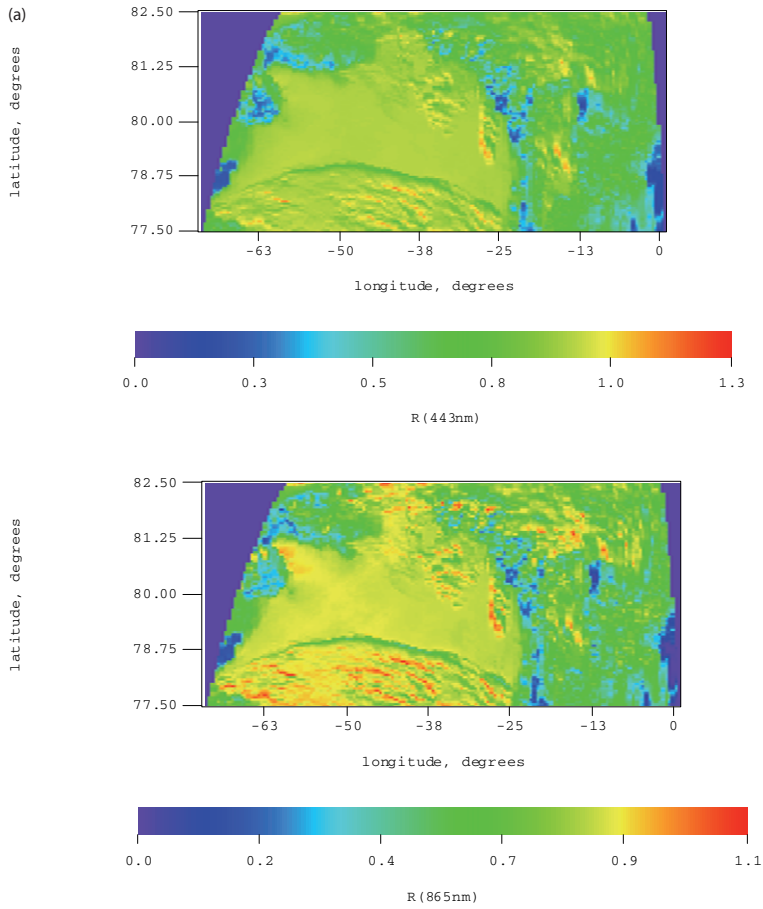 (a)
latitude, degrees
82.50
81.25
80.00
78.75
77.50
-63 -50 -38 -25 -13 0
longitude, degrees
0.0 0.3 0.5 0.8 1.0 1.3
R(443nm)
latitude, degrees
82.50
81.25
80.00
78.75
77.50
-63 -50 -38 -25 -13 0
longitude, degrees
0.0 0.2 0.4 0.7 0.9 1.1
R(865nm)